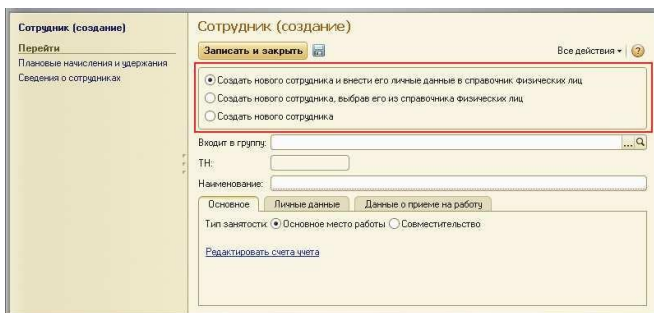 Сотрудник (создание)
Перейти
Плановые начисления и удержания
Сведения о сотрудниках
Сотрудник (создание)
Записать и закрыть
Все действия
Создать нового сотрудника и внести его личные данные в справочник физических лиц
Создать нового сотрудника, выбрав его из справочника физических лиц
Создать нового сотрудника
Входит в группу: ...
ТН:
Наименование:
Основное Личные данные Данные о приеме на работу
Тип занятости: Основное место работы Совместительство
Редактировать счета учета